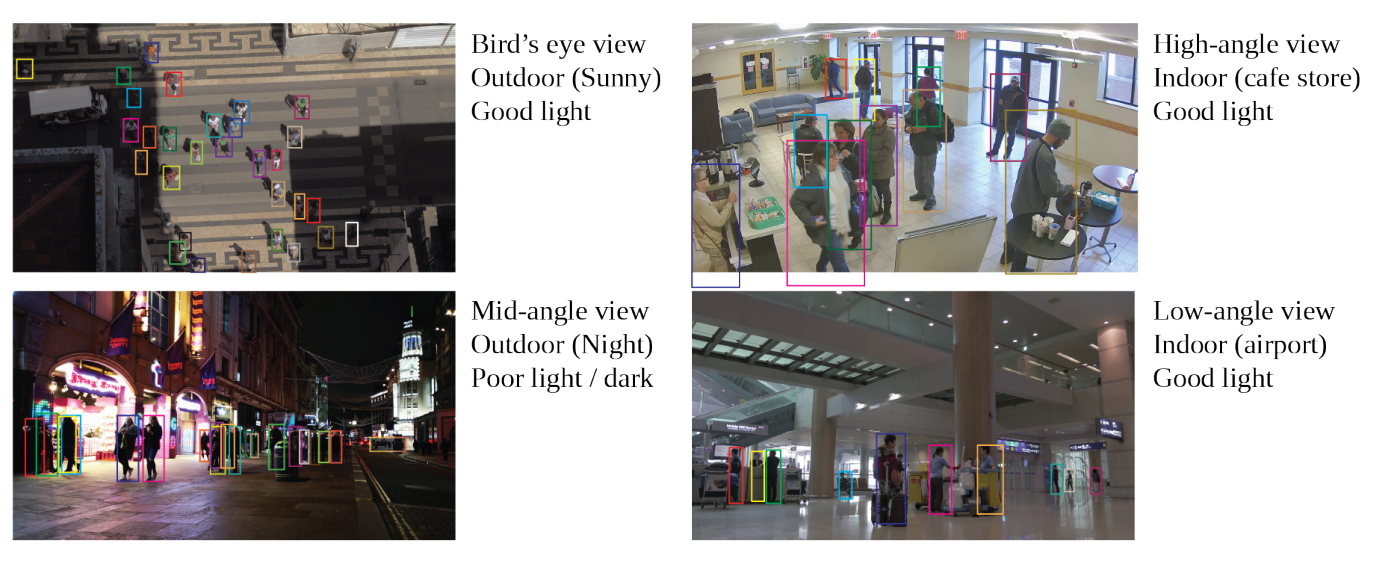 Bird’s eye view
Outdoor (Sunny)
Good light
High-angle view
Indoor (cafe store)
Good light
EXIT
Mid-angle view
Outdoor (Night)
Poor light / dark
Low-angle view
Indoor (airport)
Good light